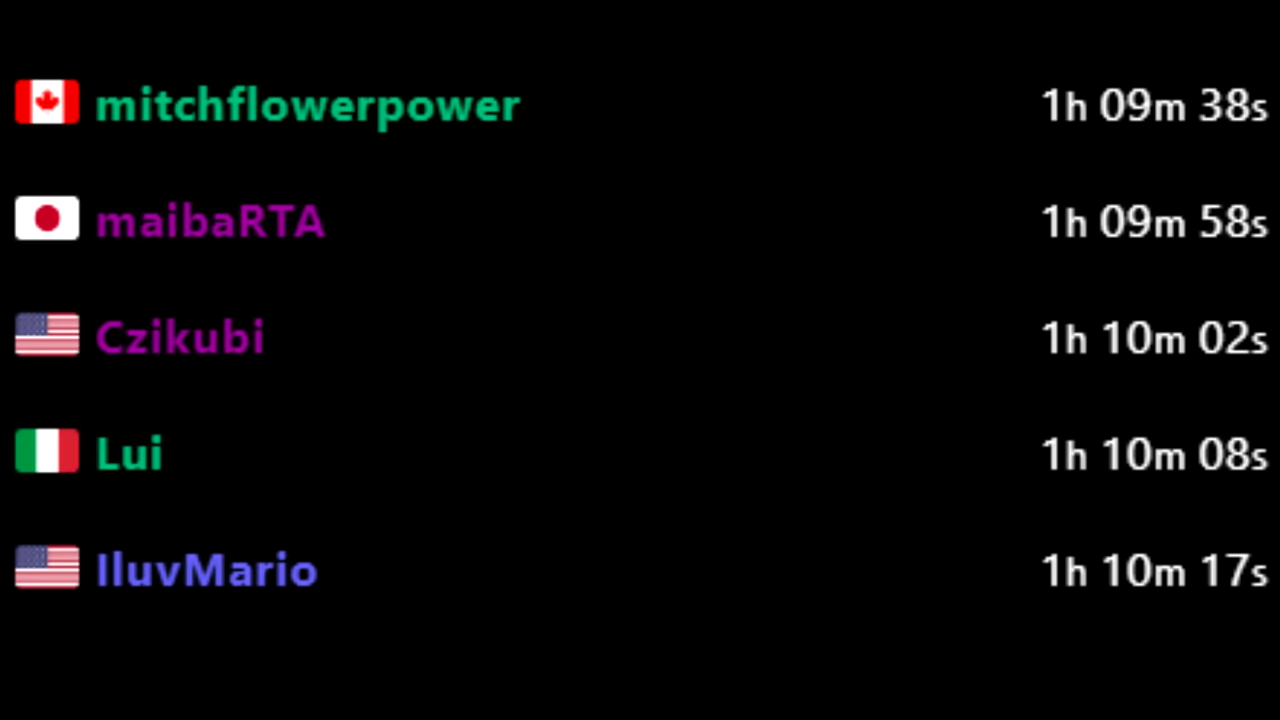 mitchflowerpower 1h 09m 38s
maibaRTA 1h 09m 58s
Czikubi 1h 10m 02s
Lui 1h 10m 08s
IluvMario 1h 10m 17s